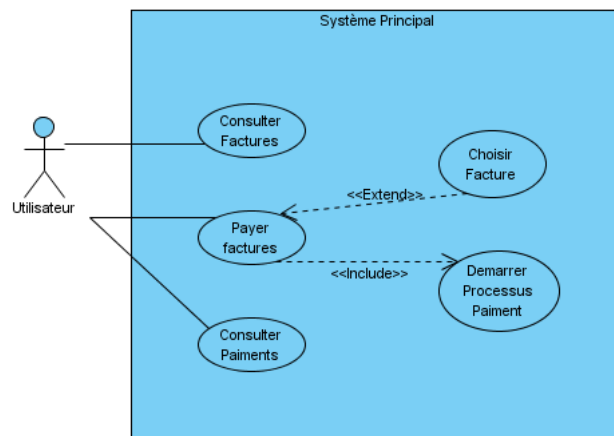 Système Principal
Consulter
Factures
Choisir
Facture
<<Extend>>
Utilisateur
Payer
factures
<<Include>>
Demarrer
Processus
Paiment
Consulter
Paiments